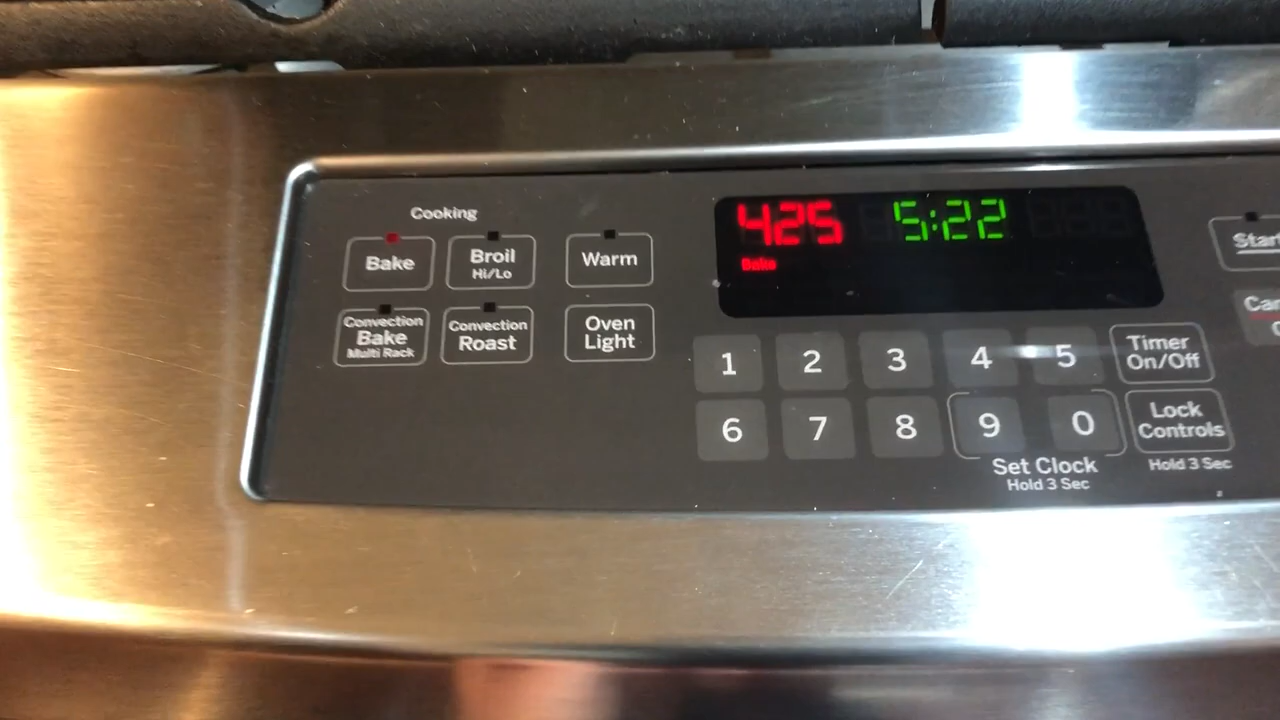 Cooking
Bake
Broil
Hi/Lo
Warm
Convection
Bake
Multi Rack
Convection
Roast
Oven
Light
425
5:22
Bake
1 2 3 4 5
6 7 8 9 0
Timer
On/Off
Lock
Controls
Hold 3 Sec
Set Clock
Hold 3 Sec
Start